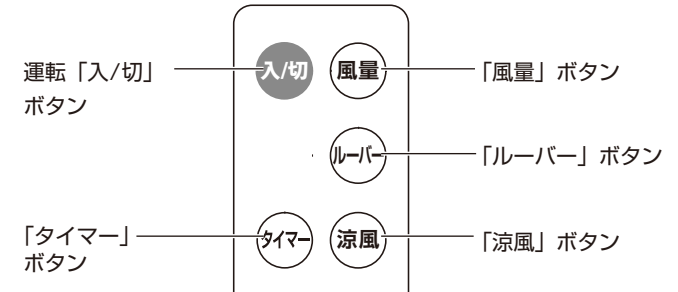 運転「入/切」
ボタン
入/切
風量
「風量」ボタン
ルーバー
「ルーバー」ボタン
「タイマー」
ボタン
タイマー
涼風
「涼風」ボタン